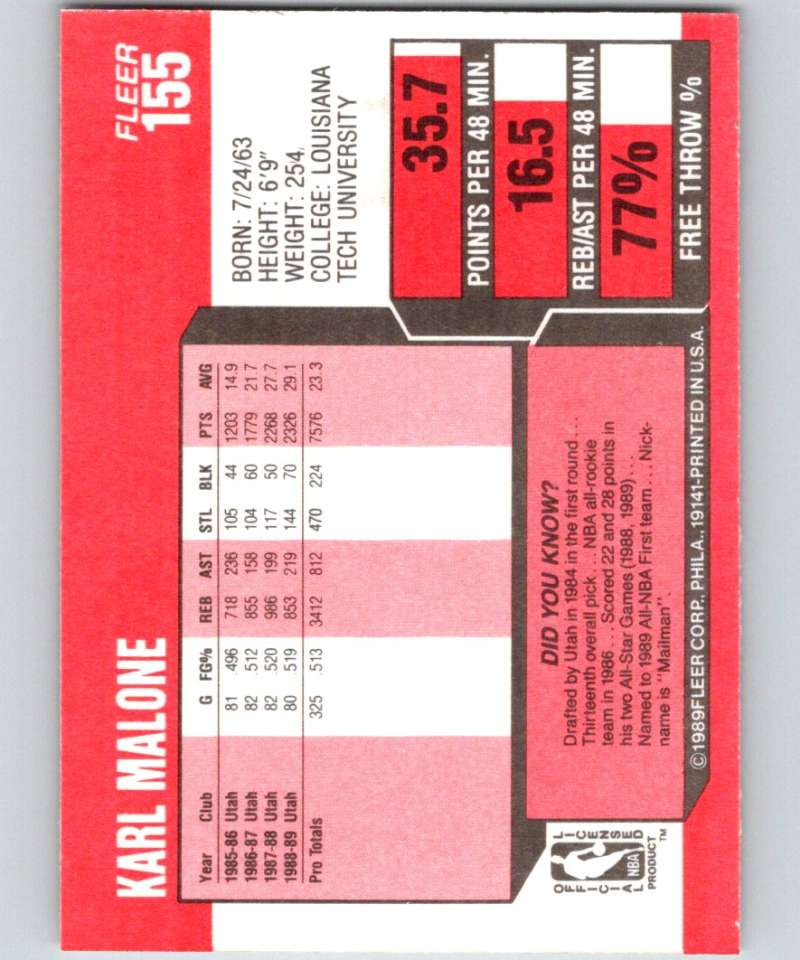 FLEER
155
KARL MALONE
BORN: 7/24/63
HEIGHT: 6'9"
WEIGHT: 254
COLLEGE: LOUISIANA
TECH UNIVERSITY
Year Club G FG% REB AST STL BLK PTS AVG
1985-86 Utah 81 .496 718 236 105 44 1203 14.9
1986-87 Utah 82 .512 855 158 104 60 1779 21.7
1987-88 Utah 82 .520 986 199 117 50 2268 27.7
1988-89 Utah 80 .519 853 219 144 70 2326 29.1
Pro Totals 325 .513 3412 812 470 224 7576 23.3
35.7
POINTS PER 48 MIN.
16.5
REB/AST PER 48 MIN.
77%
FREE THROW %
DID YOU KNOW?
Drafted by Utah in 1984 in the first round...
Thirteenth overall pick... NBA all-rookie
team in 1986... Scored 22 and 28 points in
his two All-Star Games (1988, 1989)...
Named to 1989 All-NBA First team... Nick-
name is "Mailman".
OFFICIAL LICENSED
NBA
PRODUCT™
©1989 FLEER CORP., PHILA., 19141-PRINTED IN U.S.A.